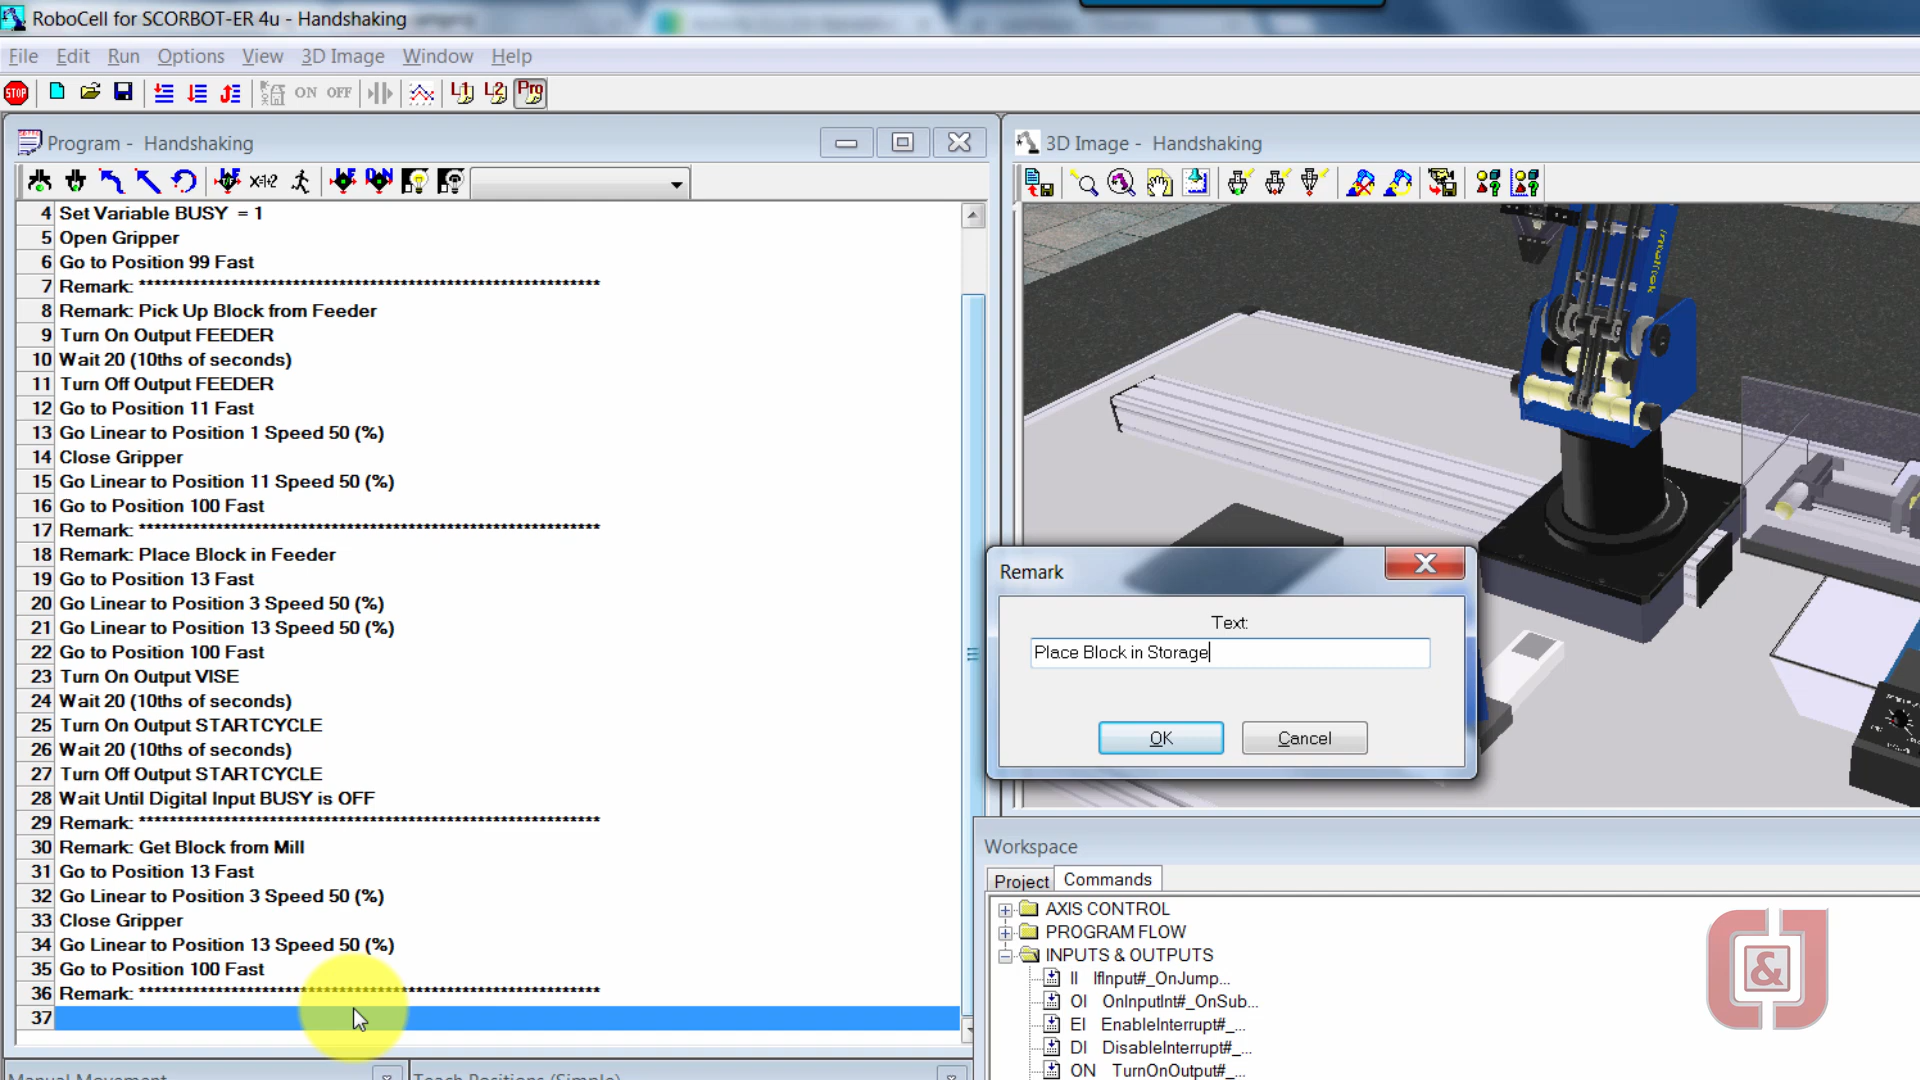 RoboCell for SCORBOT-ER 4u - Handshaking
File Edit Run Options View 3D Image Window Help
STOP ON OFF L1 L2 Prg
Program - Handshaking
4 Set Variable BUSY = 1
5 Open Gripper
6 Go to Position 99 Fast
7 Remark: ************************************************************
8 Remark: Pick Up Block from Feeder
9 Turn On Output FEEDER
10 Wait 20 (10ths of seconds)
11 Turn Off Output FEEDER
12 Go to Position 11 Fast
13 Go Linear to Position 1 Speed 50 (%)
14 Close Gripper
15 Go Linear to Position 11 Speed 50 (%)
16 Go to Position 100 Fast
17 Remark: ************************************************************
18 Remark: Place Block in Feeder
19 Go to Position 13 Fast
20 Go Linear to Position 3 Speed 50 (%)
21 Go Linear to Position 13 Speed 50 (%)
22 Go to Position 100 Fast
23 Turn On Output VISE
24 Wait 20 (10ths of seconds)
25 Turn On Output STARTCYCLE
26 Wait 20 (10ths of seconds)
27 Turn Off Output STARTCYCLE
28 Wait Until Digital Input BUSY is OFF
29 Remark: ************************************************************
30 Remark: Get Block from Mill
31 Go to Position 13 Fast
32 Go Linear to Position 3 Speed 50 (%)
33 Close Gripper
34 Go Linear to Position 13 Speed 50 (%)
35 Go to Position 100 Fast
36 Remark: ************************************************************
37
3D Image - Handshaking
Remark
Text:
Place Block in Storage
OK Cancel
Workspace
Project Commands
AXIS CONTROL
PROGRAM FLOW
INPUTS & OUTPUTS
II IfInput#_OnJump...
OI OnInputInt#_OnSub...
EI EnableInterrupt#_...
DI DisableInterrupt#_...
ON TurnOnOutput#_...
Manual Movement
Teach Positions (Simple)
&